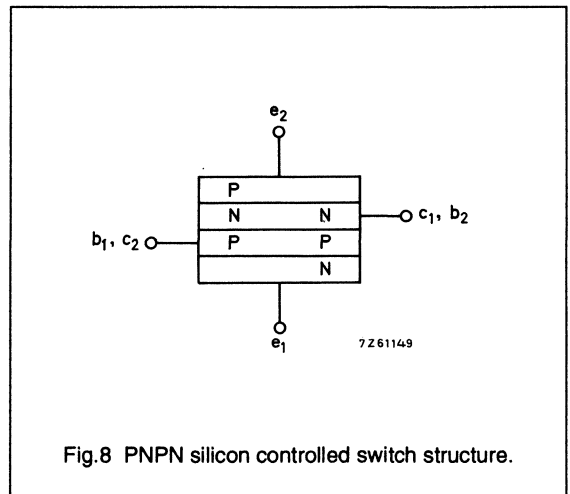 e2
P
N N c1, b2
b1, c2 P P
N
e1
7Z61149
Fig.8 PNPN silicon controlled switch structure.